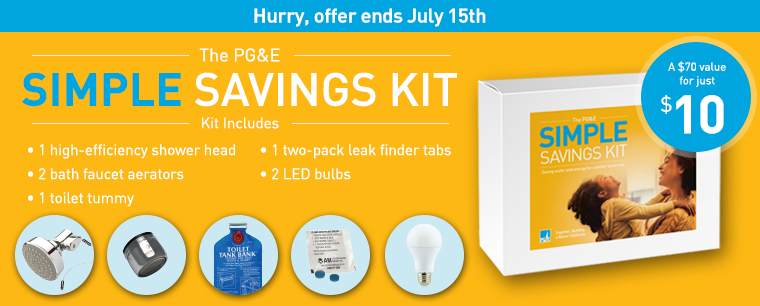 Hurry, offer ends July 15th
The PG&E
SIMPLE SAVINGS KIT
Kit Includes
• 1 high-efficiency shower head
• 2 bath faucet aerators
• 1 toilet tummy
• 1 two-pack leak finder tabs
• 2 LED bulbs
A $70 value
for just
$10
The PG&E
SIMPLE
SAVINGS KIT
TOILET
TANK BANK